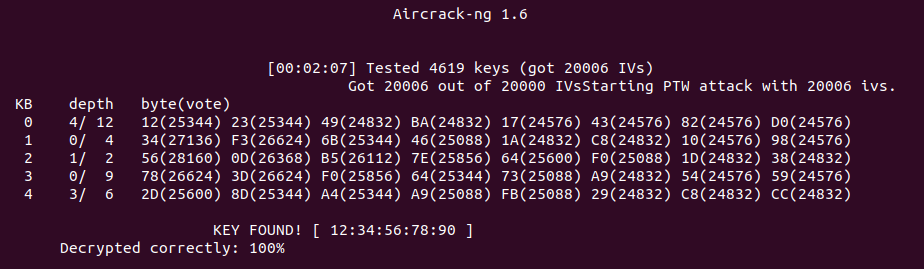 Aircrack-ng 1.6
[00:02:07] Tested 4619 keys (got 20006 IVs)
Got 20006 out of 20000 IVsStarting PTW attack with 20006 ivs.
KB depth byte(vote)
0 4/ 12 12(25344) 23(25344) 49(24832) BA(24832) 17(24576) 43(24576) 82(24576) D0(24576)
1 0/ 4 34(27136) F3(26624) 6B(25344) 46(25088) 1A(24832) C8(24832) 10(24576) 98(24576)
2 1/ 2 56(28160) 0D(26368) B5(26112) 7E(25856) 64(25600) F0(25088) 1D(24832) 38(24832)
3 0/ 9 78(26624) 3D(26624) F0(25856) 64(25344) 73(25088) A9(24832) 54(24576) 59(24576)
4 3/ 6 2D(25600) 8D(25344) A4(25344) A9(25088) FB(25088) 29(24832) C8(24832) CC(24832)
KEY FOUND! [ 12:34:56:78:90 ]
Decrypted correctly: 100%